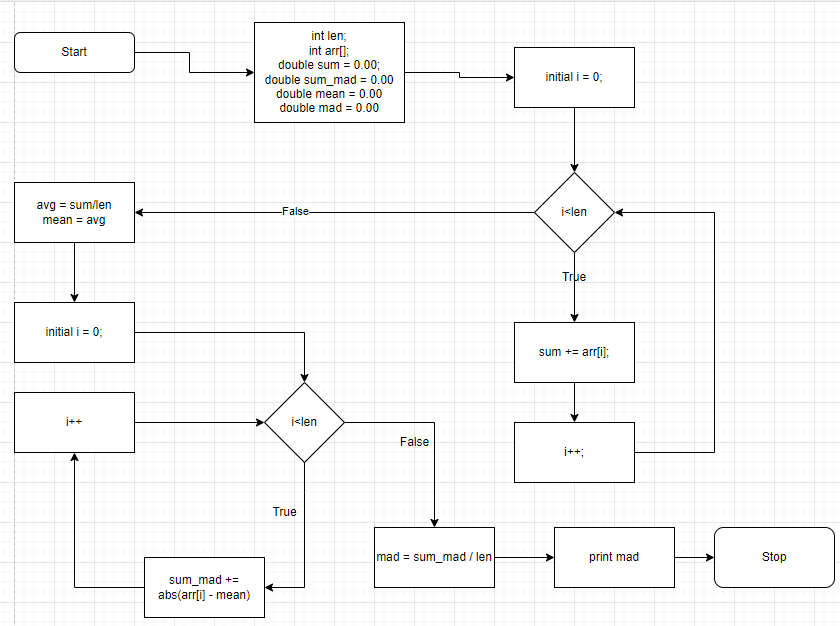 Start
int len;
int arr[];
double sum = 0.00;
double sum_mad = 0.00
double mean = 0.00
double mad = 0.00
initial i = 0;
i<len
True
sum += arr[i];
i++;
False
avg = sum/len
mean = avg
initial i = 0;
i<len
True
sum_mad +=
abs(arr[i] - mean)
i++
False
mad = sum_mad / len
print mad
Stop